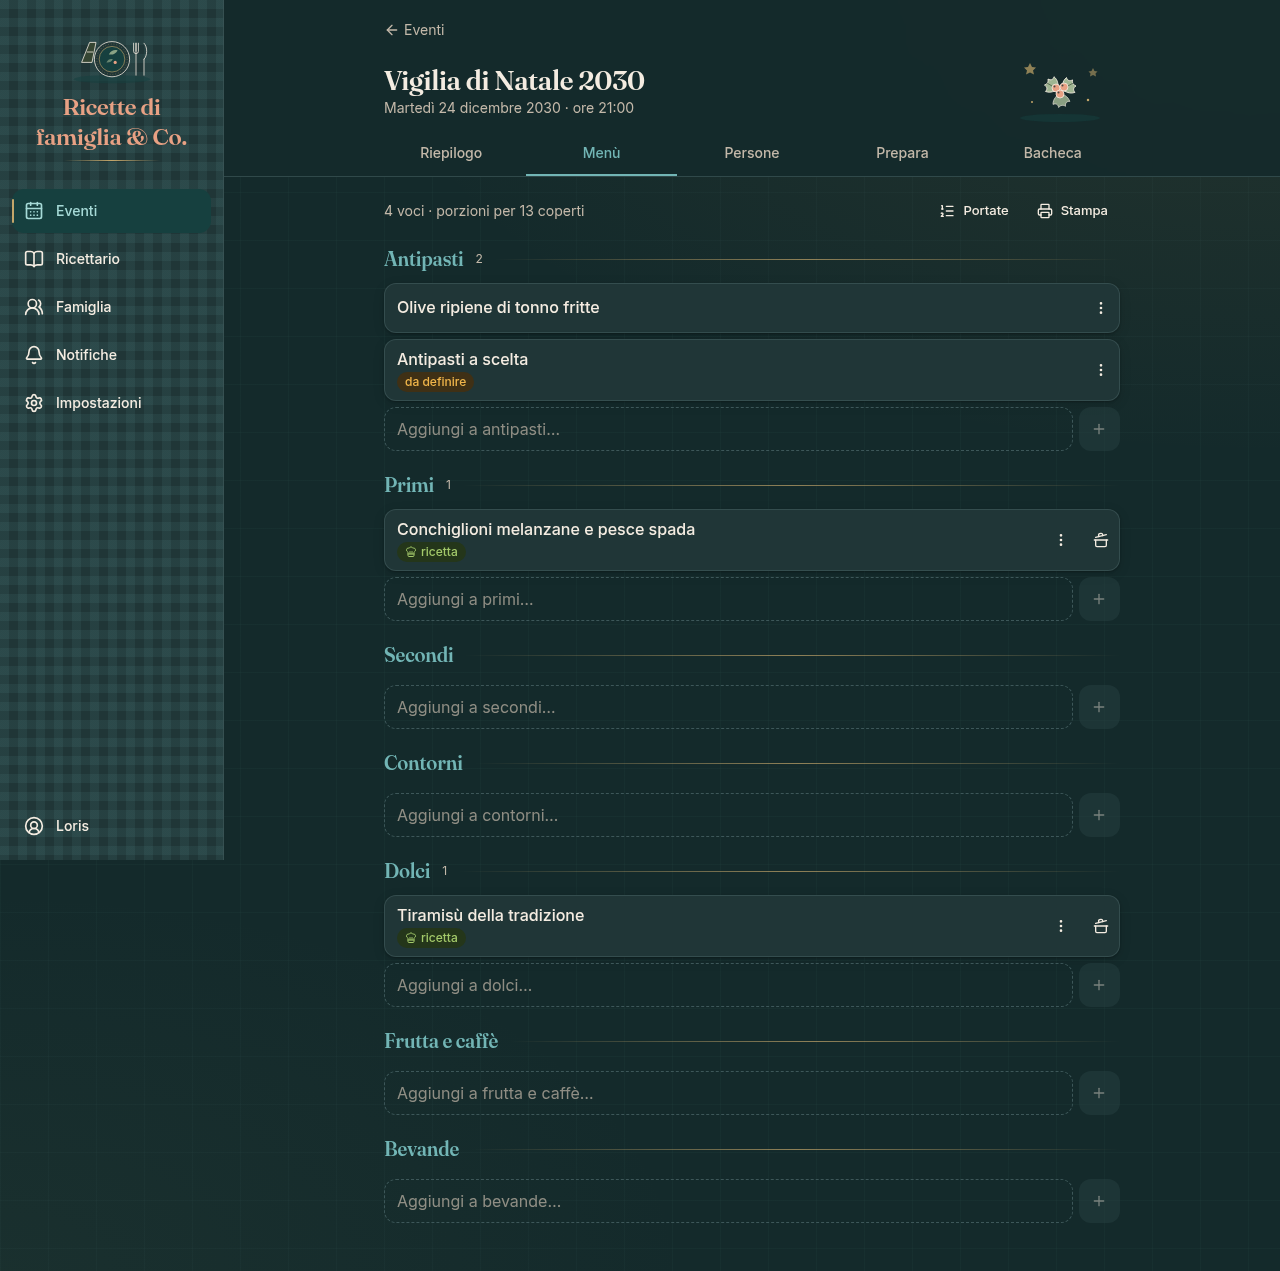 Ricette di
famiglia & Co.
Eventi
Ricettario
Famiglia
Notifiche
Impostazioni
Loris
Eventi
Vigilia di Natale 2030
Martedì 24 dicembre 2030 · ore 21:00
Riepilogo
Menù
Persone
Prepara
Bacheca
4 voci · porzioni per 13 coperti
Portate
Stampa
Antipasti 2
Olive ripiene di tonno fritte
Antipasti a scelta
da definire
Aggiungi a antipasti…
Primi 1
Conchiglioni melanzane e pesce spada
ricetta
Aggiungi a primi…
Secondi
Aggiungi a secondi…
Contorni
Aggiungi a contorni…
Dolci 1
Tiramisù della tradizione
ricetta
Aggiungi a dolci…
Frutta e caffè
Aggiungi a frutta e caffè…
Bevande
Aggiungi a bevande…